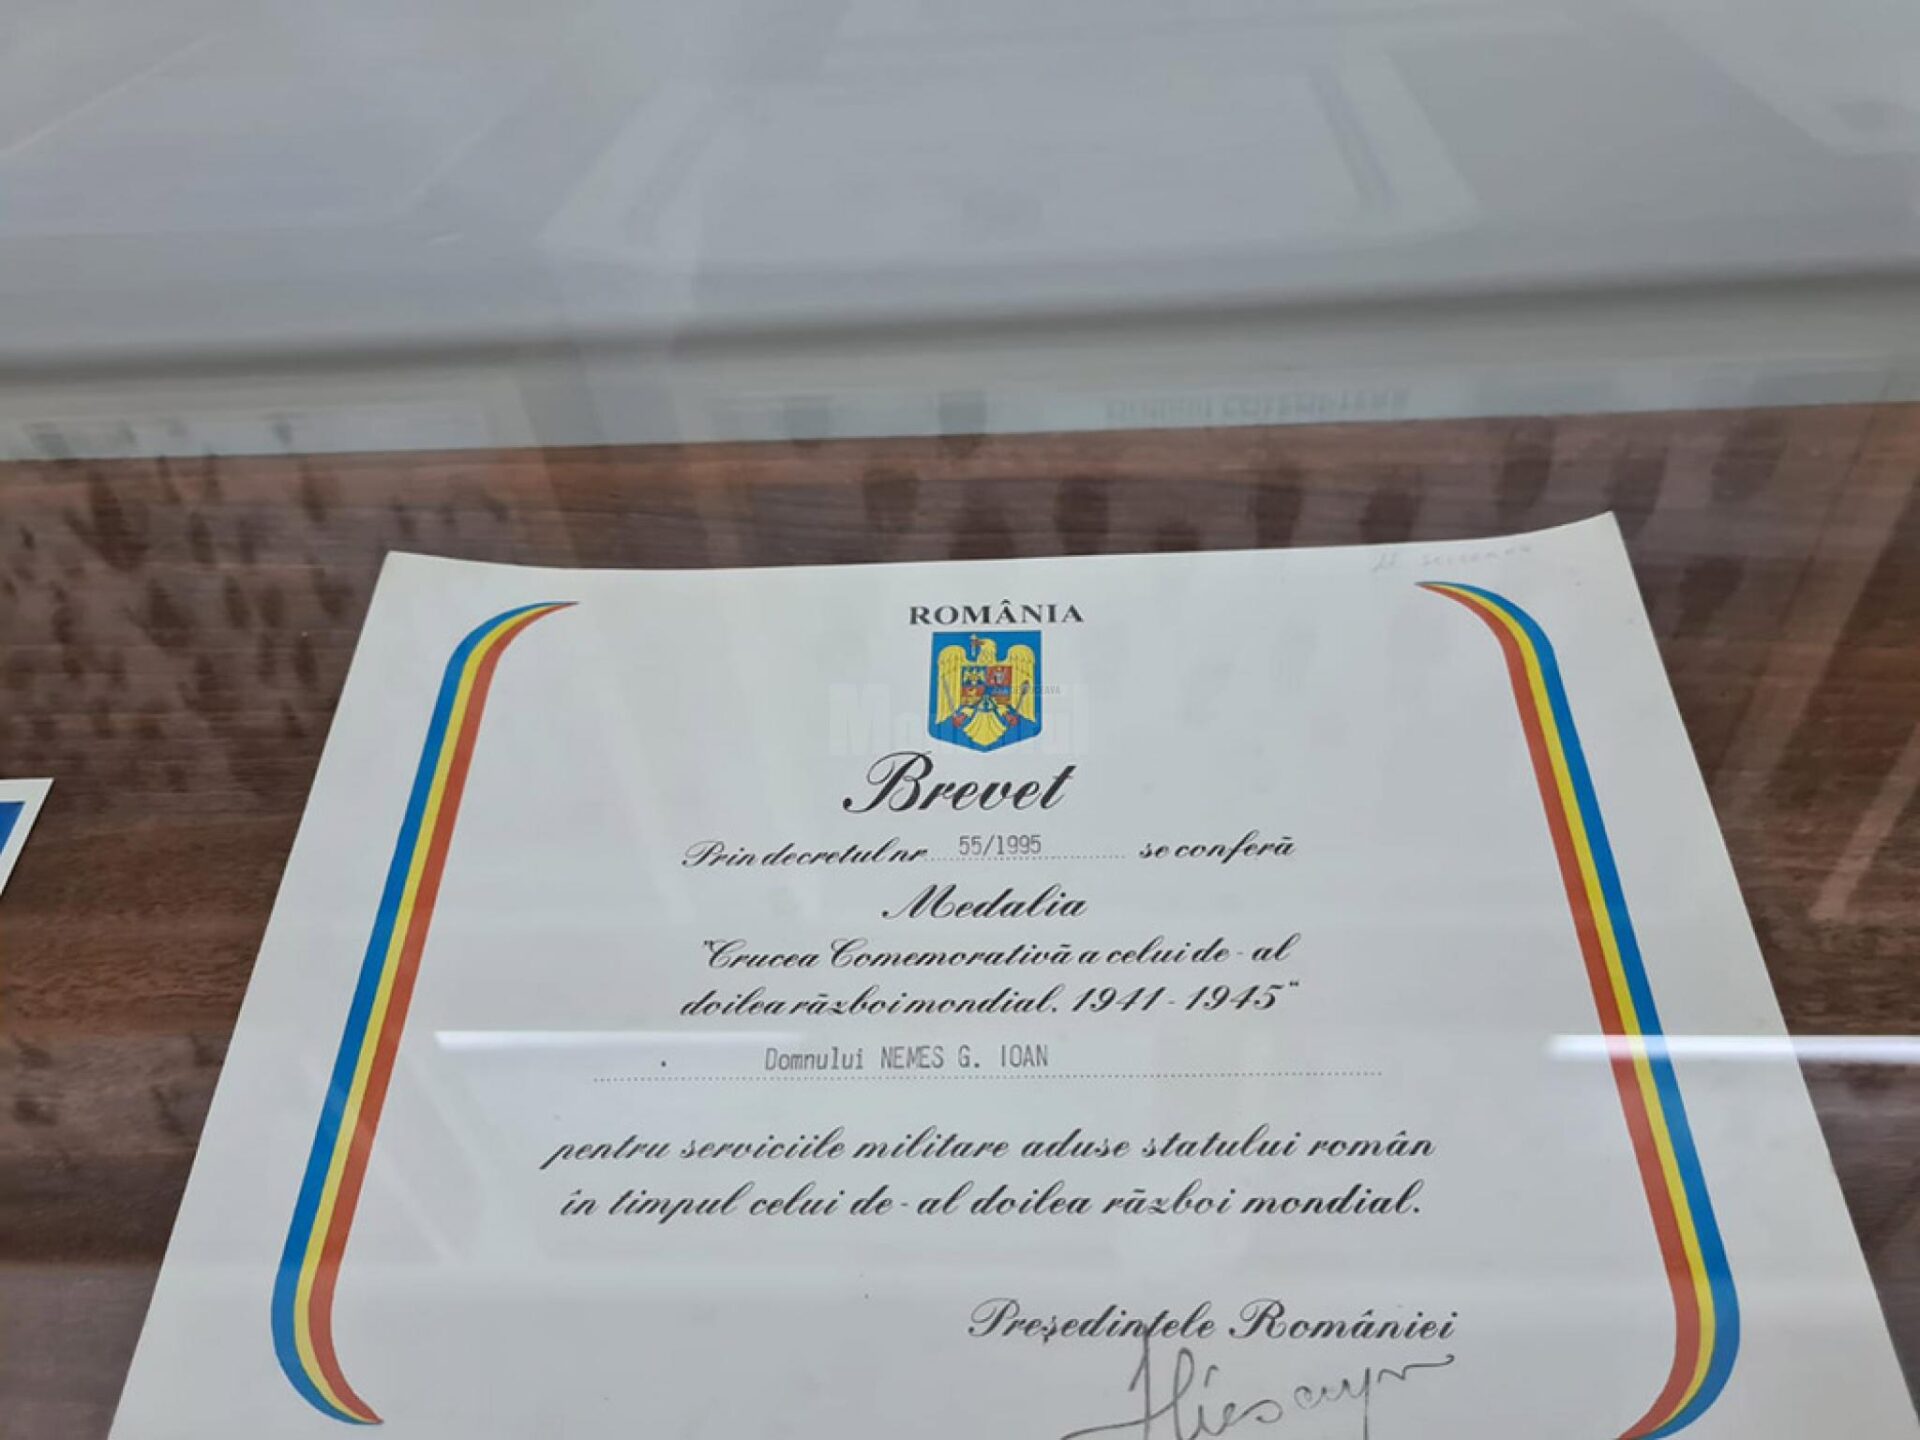 ROMÂNIA
Brevet
Prin decretul nr. 55/1995 se conferă
Medalia
"Crucea Comemorativă a celui de-al
doilea război mondial. 1941-1945"
Domnului NEMES G. IOAN
pentru serviciile militare aduse statului român
în timpul celui de-al doilea război mondial.
Președintele României